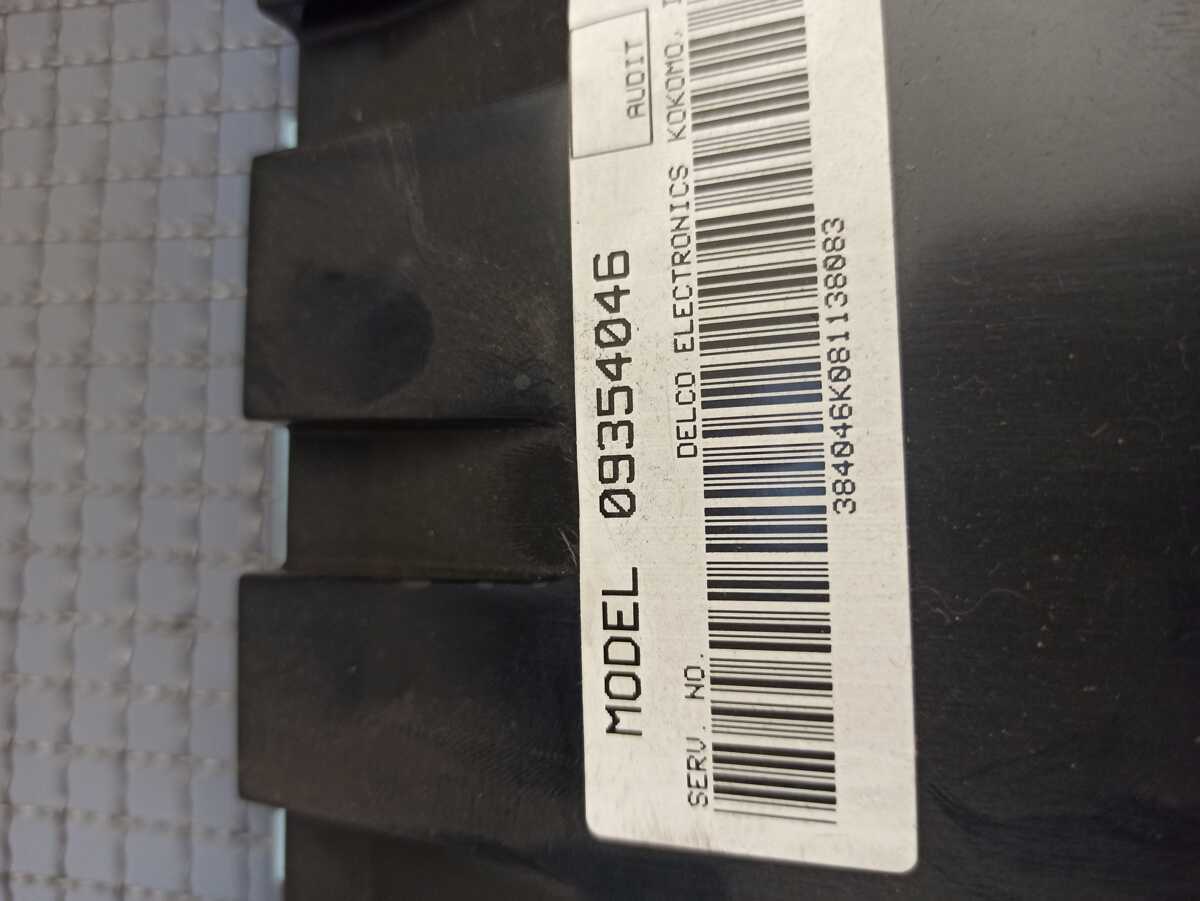 AUDIT
MODEL 09354046
DELCO ELECTRONICS KOKOMO, I
SERV. NO.
384046K081138083